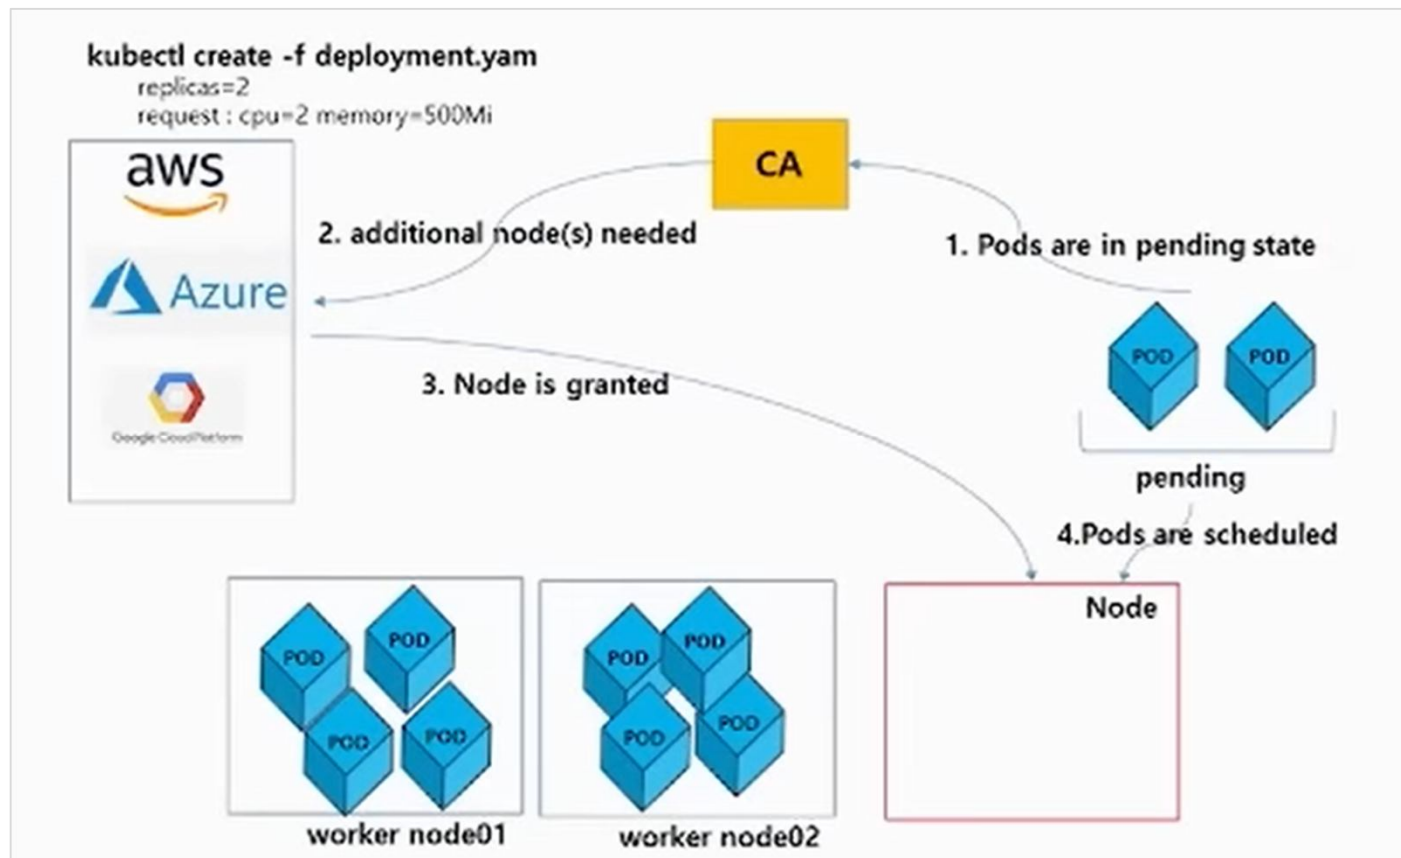 kubectl create -f deployment.yam
replicas=2
request : cpu=2 memory=500Mi
aws
Azure
Google Cloud Platform
CA
2. additional node(s) needed
1. Pods are in pending state
3. Node is granted
POD
POD
pending
4.Pods are scheduled
Node
POD
POD
POD
POD
worker node01
POD
POD
POD
POD
worker node02